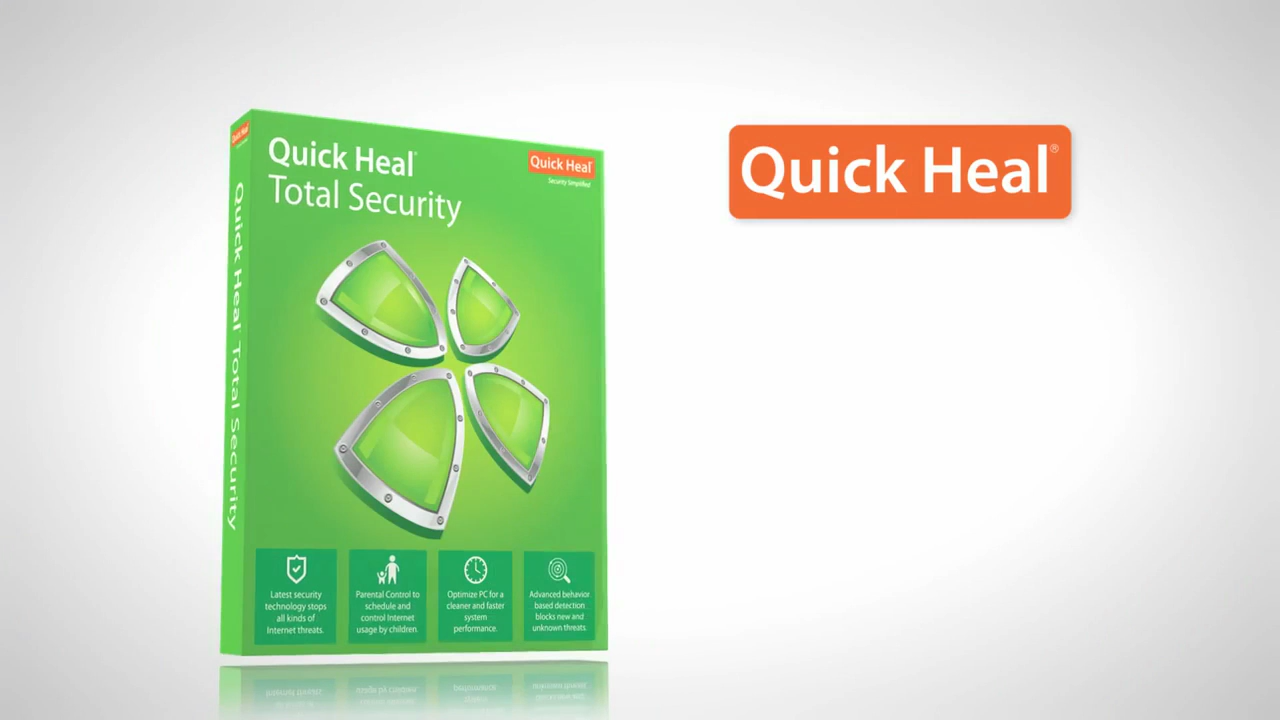 Quick Heal®
Total Security
Quick Heal
Security Simplified
Quick Heal
Quick Heal Total Security
Latest security
technology stops
all kinds of
Internet threats.
Parental Control to
schedule and
control Internet
usage by children.
Optimize PC for a
cleaner and faster
system
performance.
Advanced behavior
based detection
blocks new and
unknown threats.
Quick Heal®